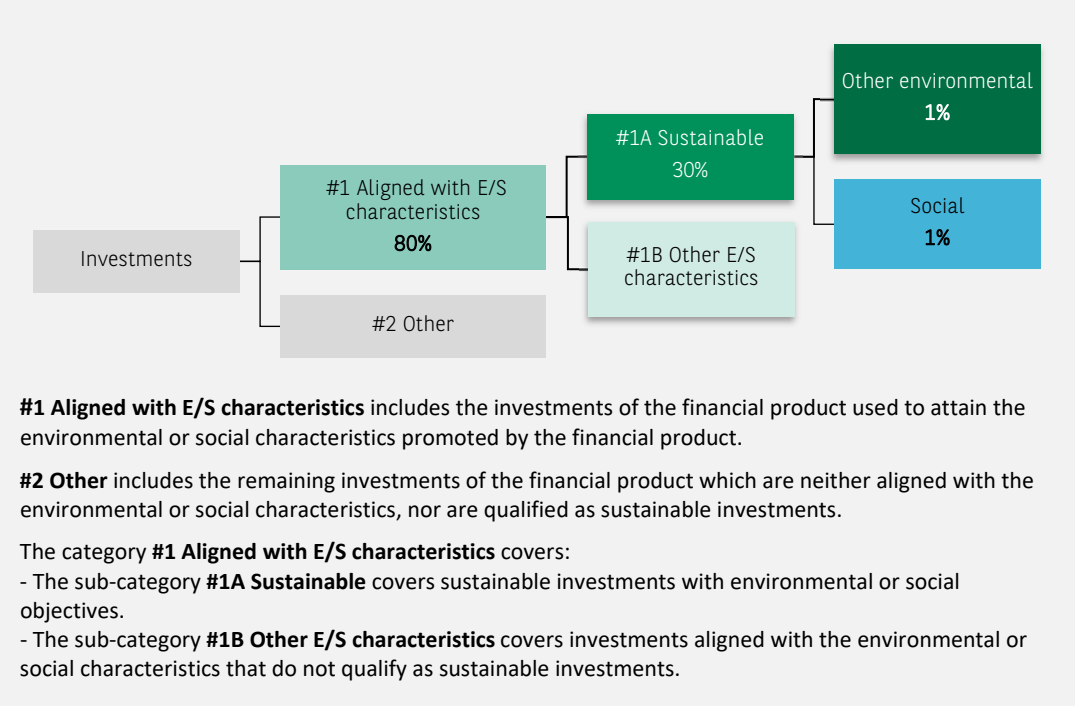 Other environmental
1%
#1A Sustainable
30%
#1 Aligned with E/S
characteristics
80%
Social
1%
Investments
#1B Other E/S
characteristics
#2 Other
#1 Aligned with E/S characteristics includes the investments of the financial product used to attain the
environmental or social characteristics promoted by the financial product.
#2 Other includes the remaining investments of the financial product which are neither aligned with the
environmental or social characteristics, nor are qualified as sustainable investments.
The category #1 Aligned with E/S characteristics covers:
- The sub-category #1A Sustainable covers sustainable investments with environmental or social
objectives.
- The sub-category #1B Other E/S characteristics covers investments aligned with the environmental or
social characteristics that do not qualify as sustainable investments.